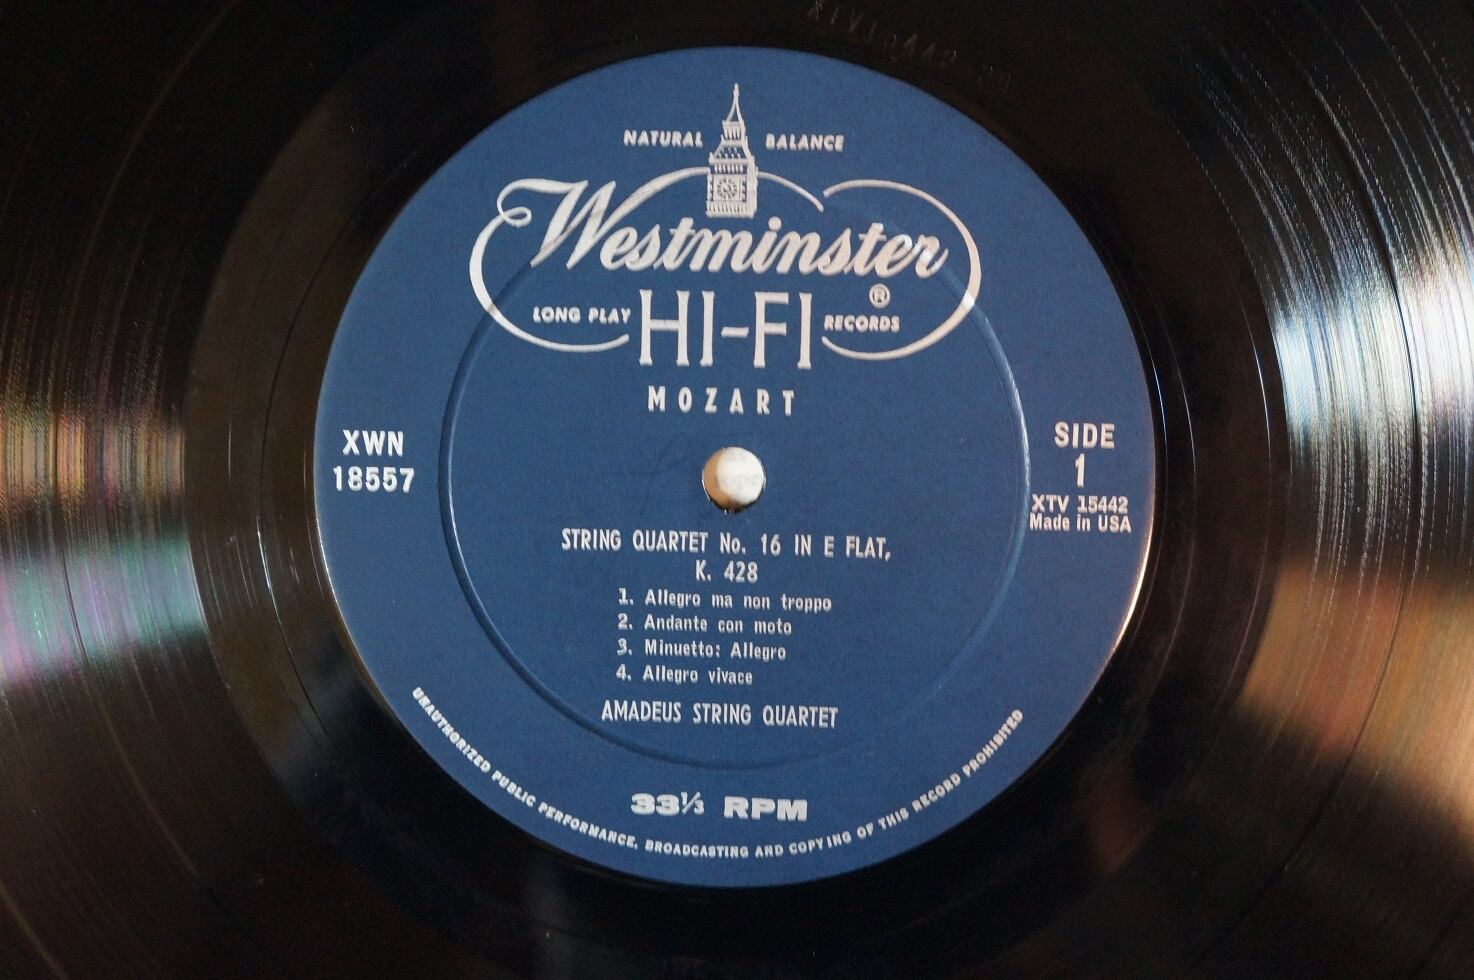 NATURAL BALANCE
Westminster
®
LONG PLAY HI-FI RECORDS
MOZART
XWN
18557
SIDE
1
XTV 15442
Made in USA
STRING QUARTET No. 16 IN E FLAT,
K. 428
1. Allegro ma non troppo
2. Andante con moto
3. Minuetto: Allegro
4. Allegro vivace
AMADEUS STRING QUARTET
33⅓ RPM
UNAUTHORIZED PUBLIC PERFORMANCE, BROADCASTING AND COPYING OF THIS RECORD PROHIBITED